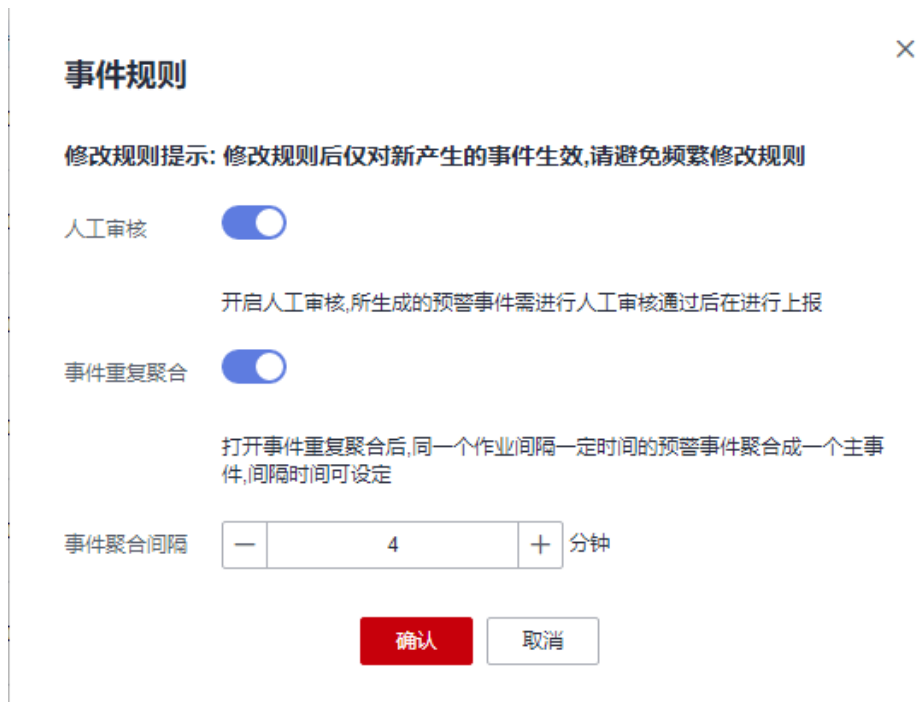 事件规则
修改规则提示: 修改规则后仅对新产生的事件生效,请避免频繁修改规则
人工审核
开启人工审核,所生成的预警事件需进行人工审核通过后在进行上报
事件重复聚合
打开事件重复聚合后,同一个作业间隔一定时间的预警事件聚合成一个主事
件,间隔时间可设定
事件聚合间隔 4 分钟
确认 取消